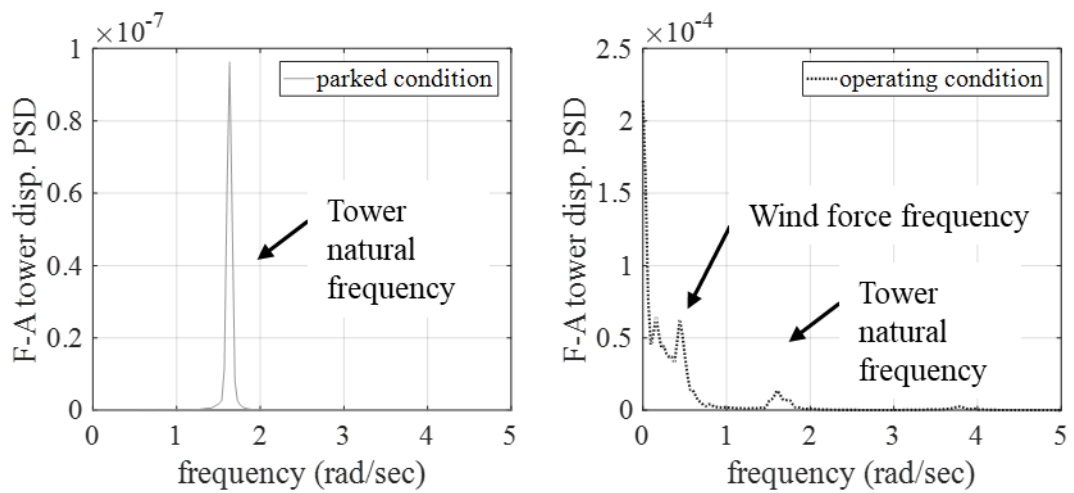 ×10⁻⁷
1
0.8
0.6
0.4
0.2
0
0 1 2 3 4 5
F-A tower disp. PSD
frequency (rad/sec)
parked condition
Tower
natural
frequency
×10⁻⁴
2.5
2
1.5
1
0.5
0
0 1 2 3 4 5
F-A tower disp. PSD
frequency (rad/sec)
operating condition
Wind force frequency
Tower
natural
frequency